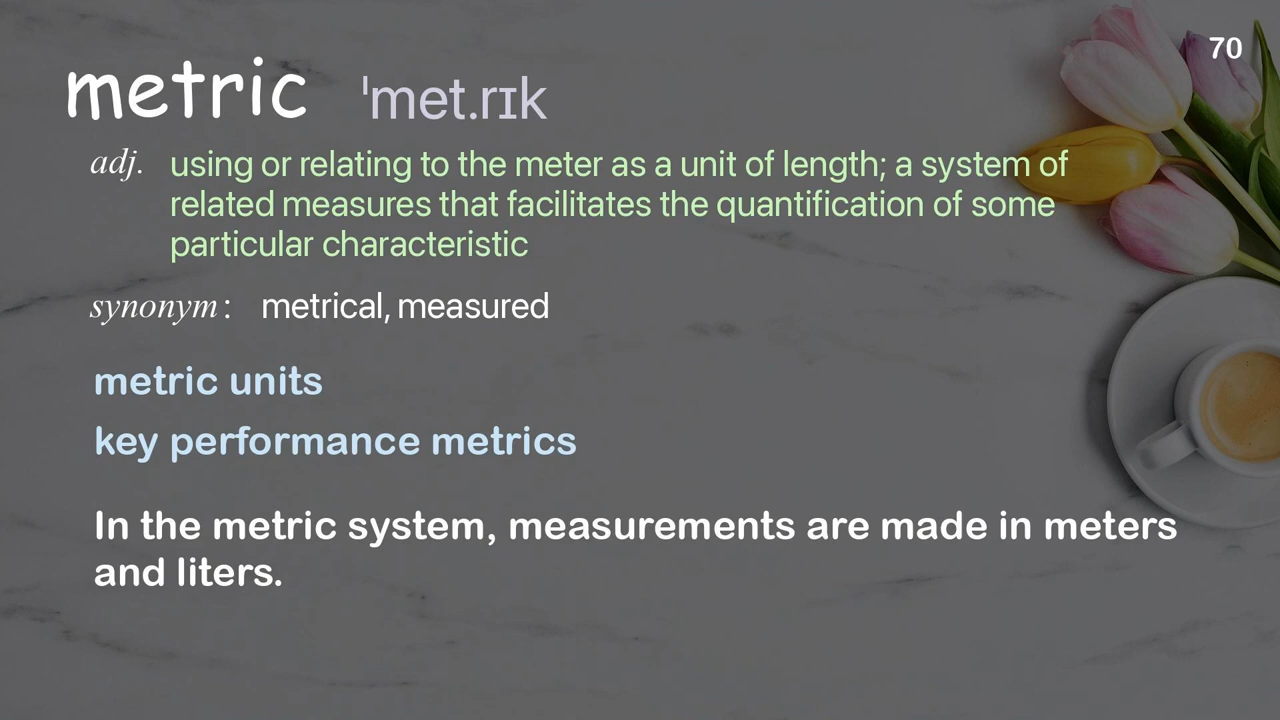 70
metric ˈmet.rɪk
adj. using or relating to the meter as a unit of length; a system of
related measures that facilitates the quantification of some
particular characteristic
synonym : metrical, measured
metric units
key performance metrics
In the metric system, measurements are made in meters
and liters.